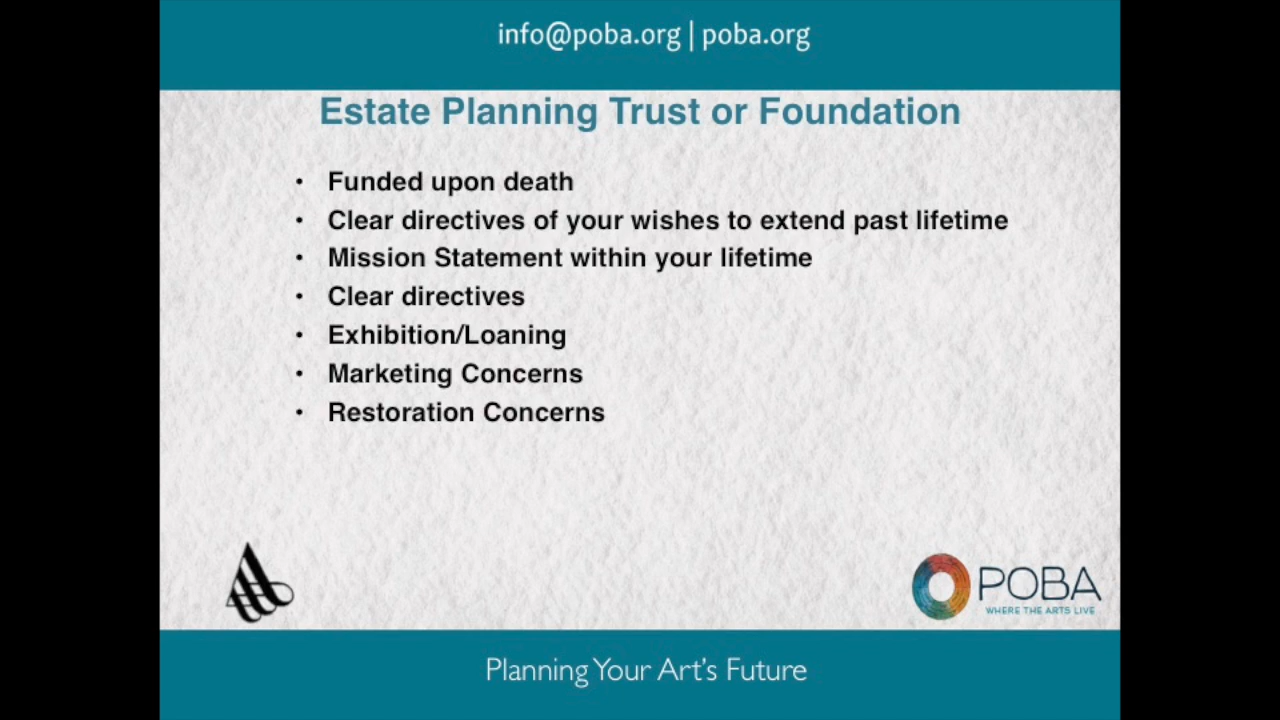 info@poba.org | poba.org
Estate Planning Trust or Foundation
• Funded upon death
• Clear directives of your wishes to extend past lifetime
• Mission Statement within your lifetime
• Clear directives
• Exhibition/Loaning
• Marketing Concerns
• Restoration Concerns
POBA
WHERE THE ARTS LIVE
Planning Your Art's Future